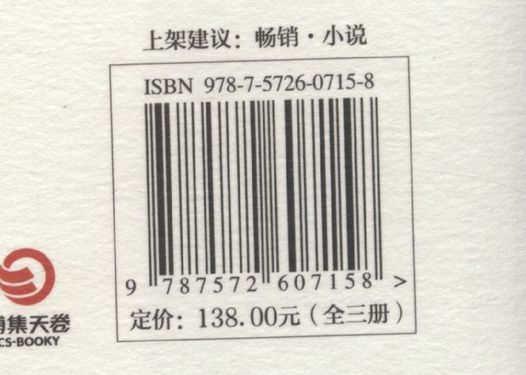 上架建议：畅销·小说
ISBN 978-7-5726-0715-8
9 787572 607158 >
定价：138.00元（全三册）
博集天卷
CS-BOOKY